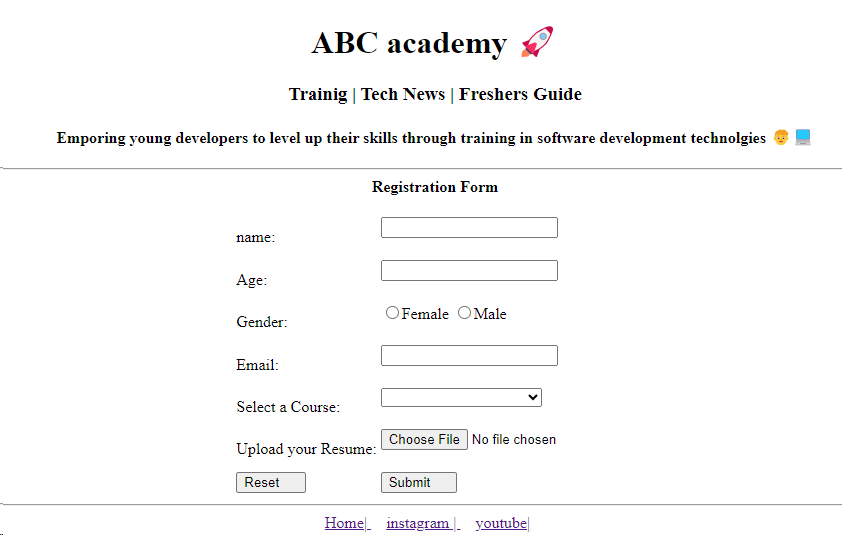 ABC academy 🚀
Trainig | Tech News | Freshers Guide
Emporing young developers to level up their skills through training in software development technolgies 🧑 💻
Registration Form
name:
Age:
Gender: Female Male
Email:
Select a Course:
Upload your Resume: Choose File No file chosen
Reset Submit
Home| instagram | youtube|